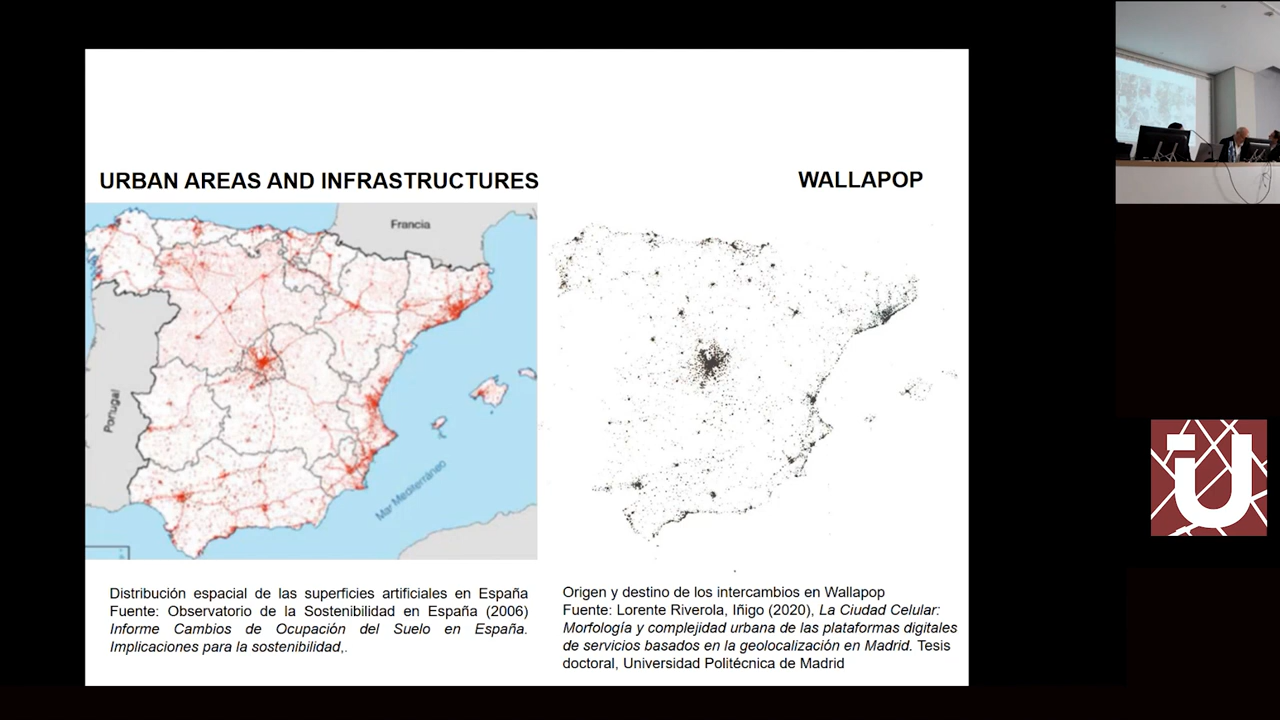 URBAN AREAS AND INFRASTRUCTURES
WALLAPOP
Francia
Portugal
Mar Mediterráneo
Distribución espacial de las superficies artificiales en España
Fuente: Observatorio de la Sostenibilidad en España (2006)
Informe Cambios de Ocupación del Suelo en España.
Implicaciones para la sostenibilidad,.
Origen y destino de los intercambios en Wallapop
Fuente: Lorente Riverola, Iñigo (2020), La Ciudad Celular:
Morfología y complejidad urbana de las plataformas digitales
de servicios basados en la geolocalización en Madrid. Tesis
doctoral, Universidad Politécnica de Madrid
U